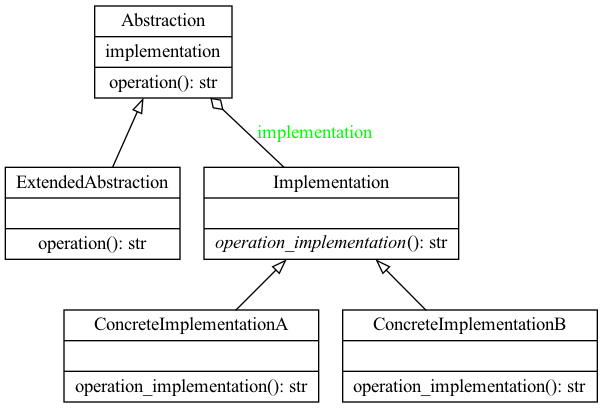 Abstraction
implementation
operation(): str
implementation
ExtendedAbstraction
operation(): str
Implementation
operation_implementation(): str
ConcreteImplementationA
operation_implementation(): str
ConcreteImplementationB
operation_implementation(): str